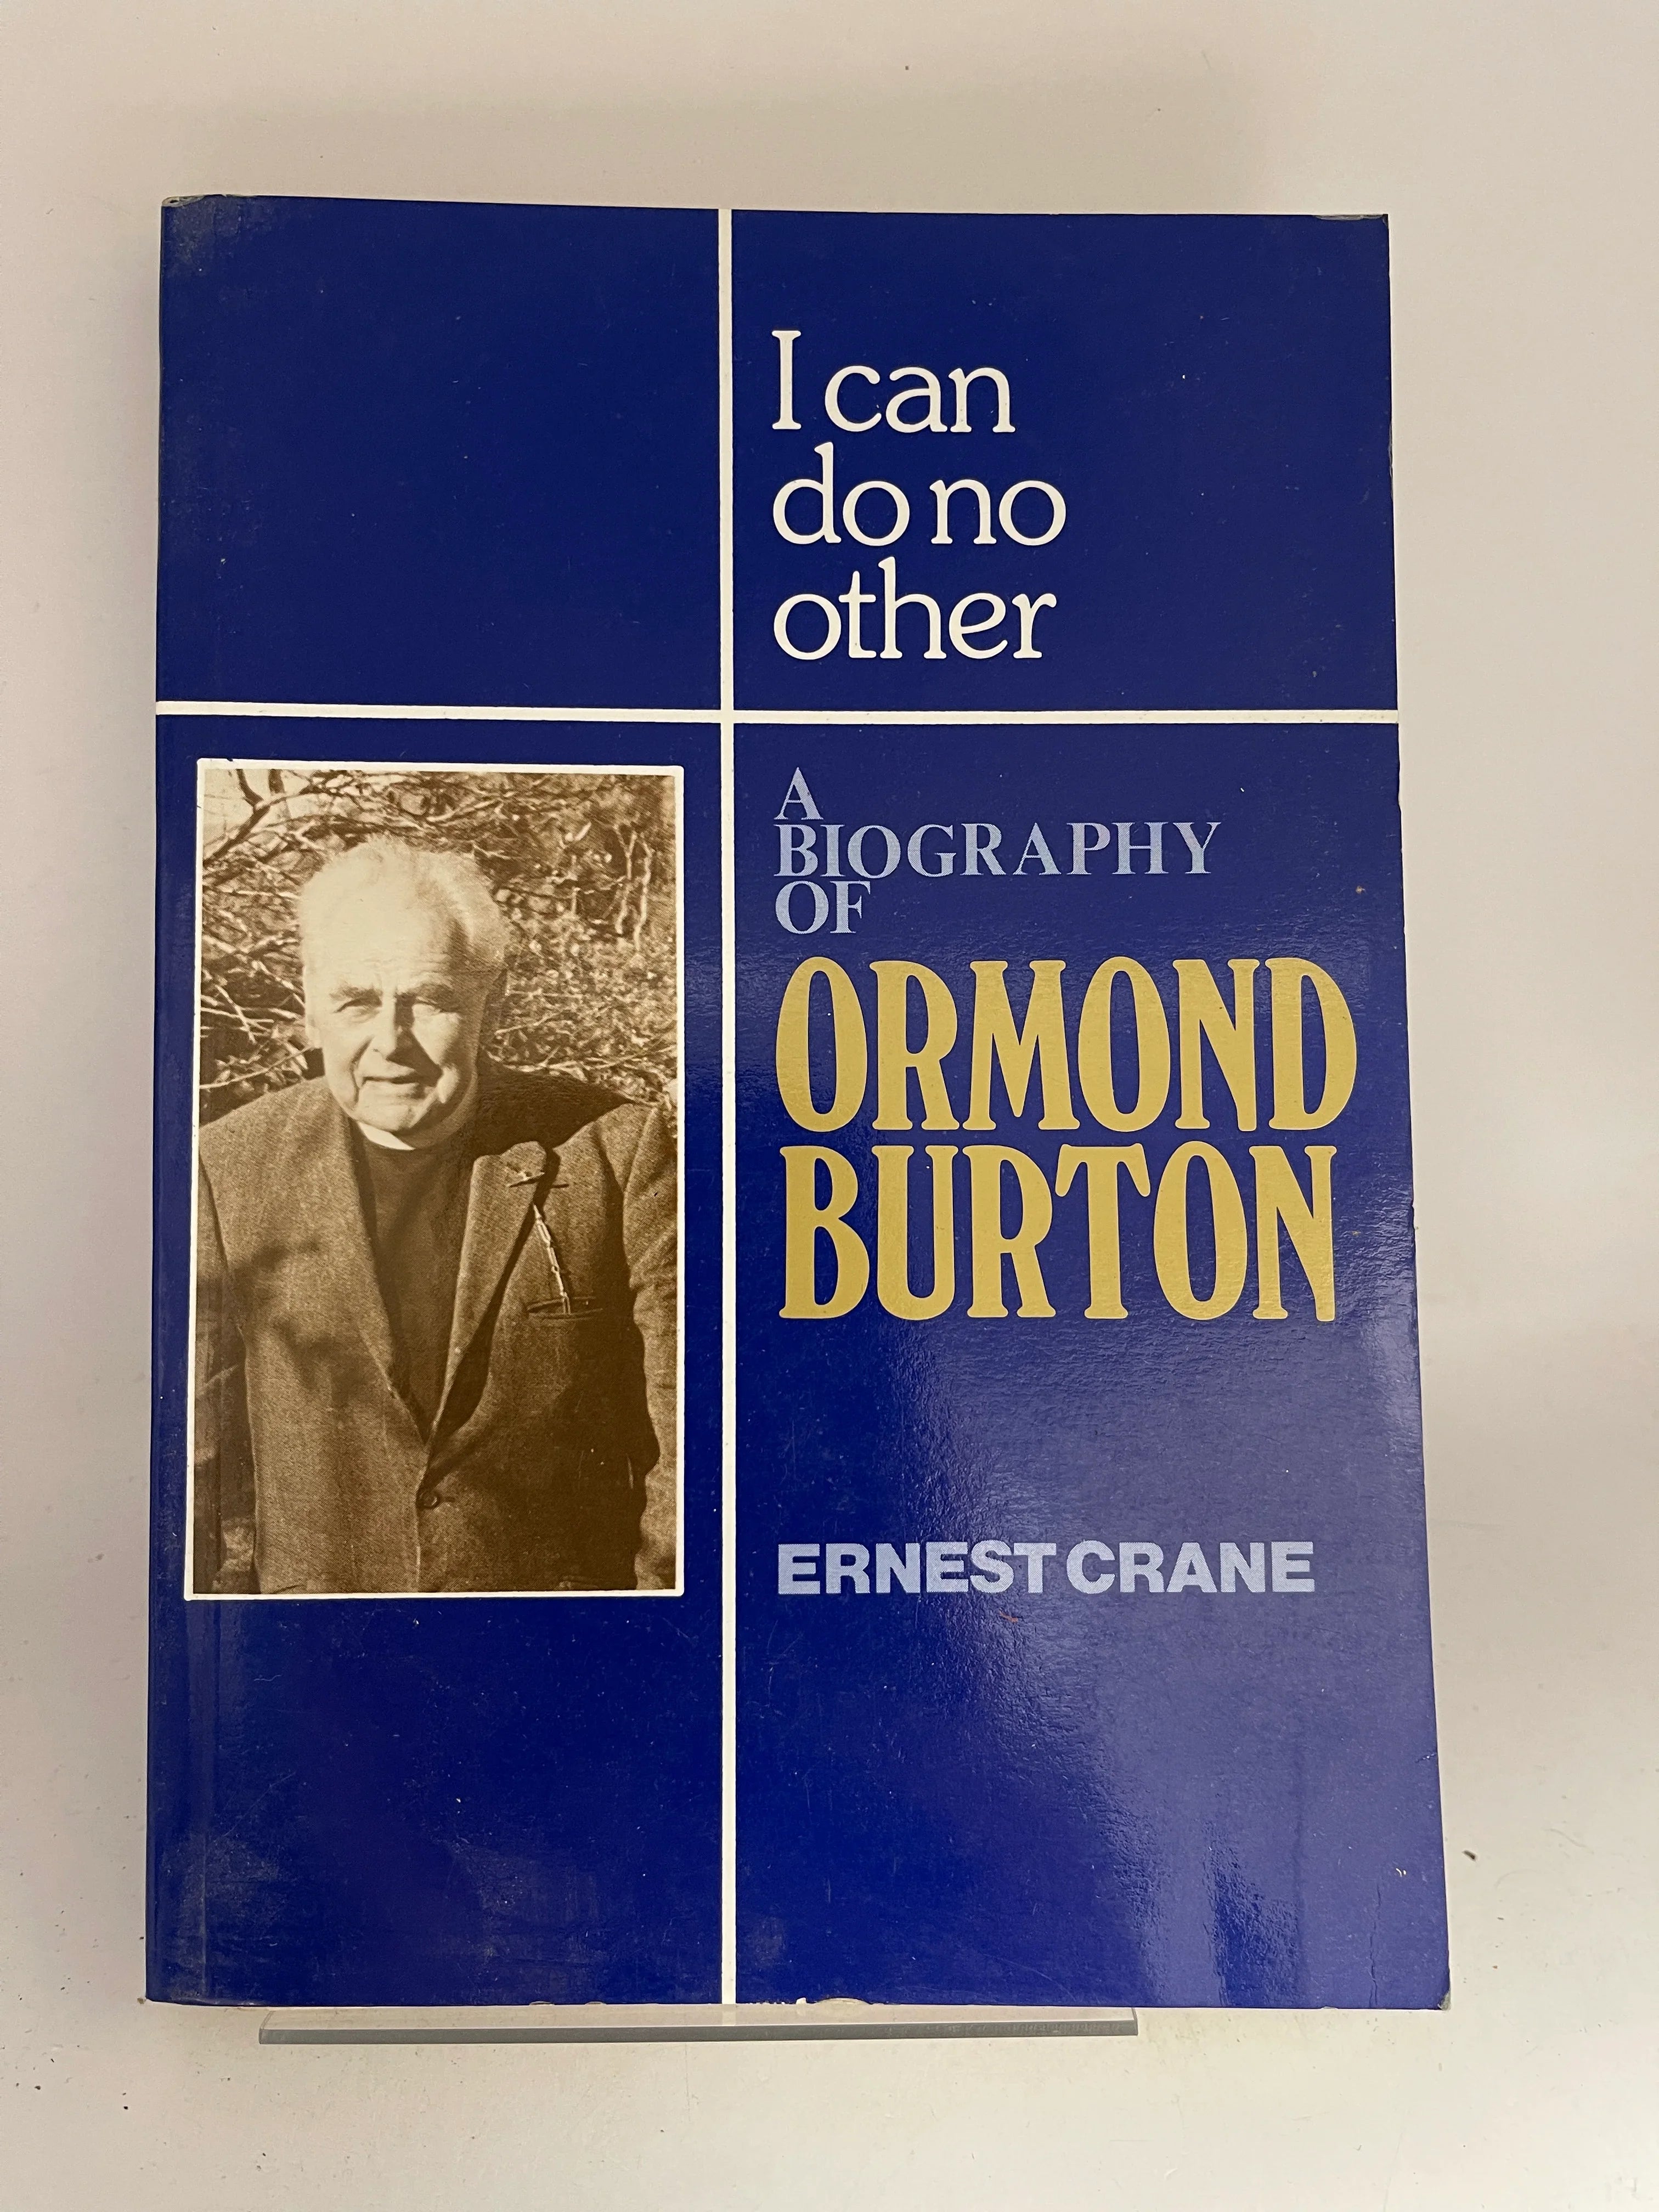 I can
do no
other
A
BIOGRAPHY
OF
ORMOND
BURTON
ERNEST CRANE